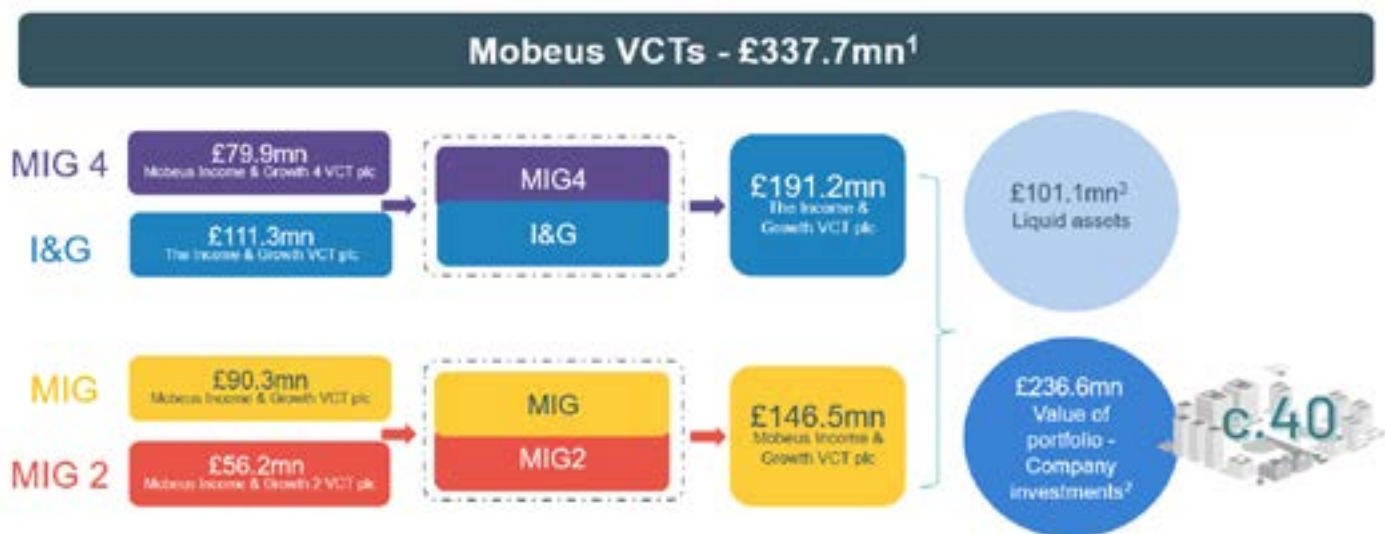 Mobeus VCTs - £337.7mn¹
MIG 4
£79.9mn
Mobeus Income & Growth 4 VCT plc
I&G
£111.3mn
The Income & Growth VCT plc
MIG4
I&G
£191.2mn
The Income &
Growth VCT plc
MIG
£90.3mn
Mobeus Income & Growth VCT plc
MIG 2
£56.2mn
Mobeus Income & Growth 2 VCT plc
MIG
MIG2
£146.5mn
Mobeus Income &
Growth VCT plc
£101.1mn³
Liquid assets
£236.6mn
Value of
portfolio -
Company
investments²
c.40